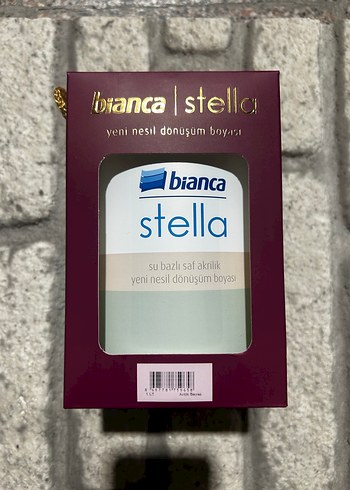 bianca | stella
yeni nesil dönüşüm boyası
bianca
stella
su bazlı saf akrilik
yeni nesil dönüşüm boyası